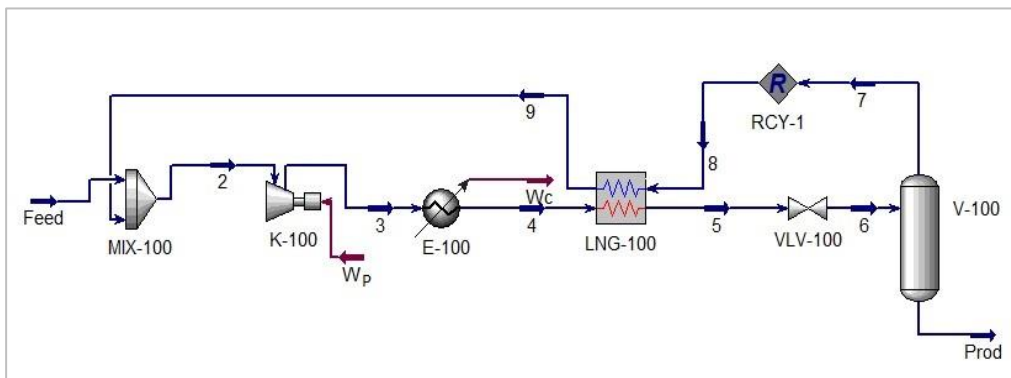 9
7
RCY-1
8
2
Feed
MIX-100
K-100
3
E-100
Wc
4
LNG-100
5
VLV-100
6
V-100
Wp
Prod
R